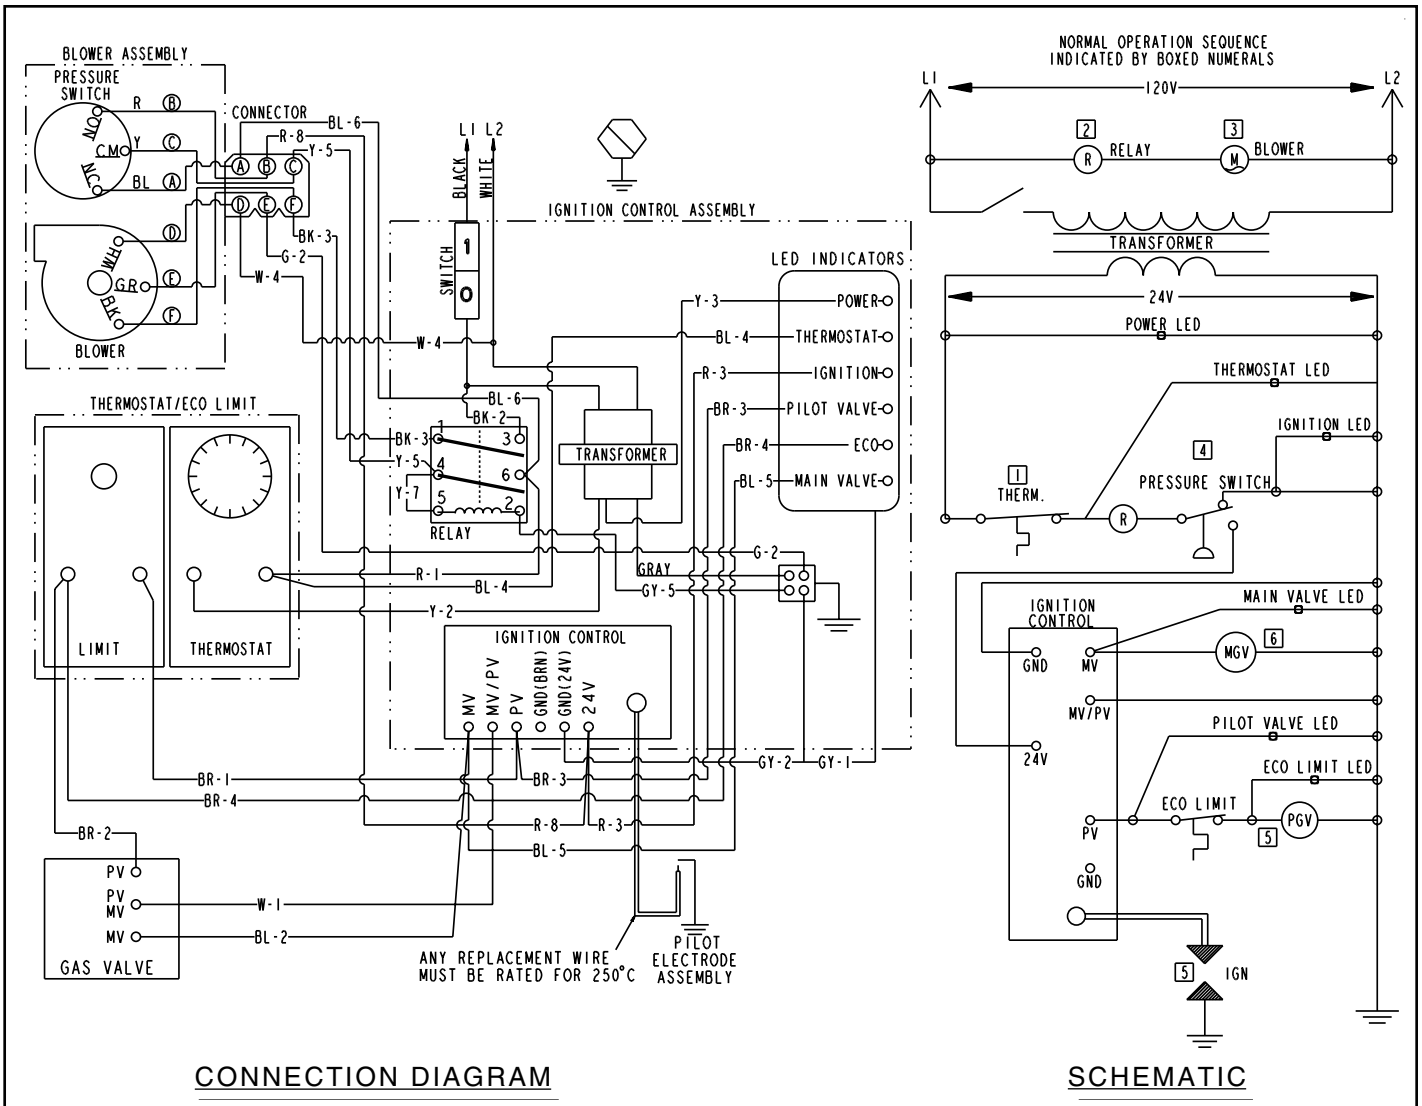 BLOWER ASSEMBLY
PRESSURE
SWITCH
R
B
NO
Y
C
C.M
NC
BL
A
CONNECTOR
A
B
C
D
E
F
D
HM
E
GR
BK
F
BLOWER
BL-6
R-8
Y-5
BK-3
G-2
W-4
L1
L2
BLACK
WHITE
SWITCH
1
0
IGNITION CONTROL ASSEMBLY
LED INDICATORS
Y-3
POWER
BL-4
THERMOSTAT
R-3
IGNITION
BR-3
PILOT VALVE
BR-4
ECO
BL-5
MAIN VALVE
W-4
BL-6
BK-2
BK-3
1
3
Y-5
4
6
Y-7
5
2
RELAY
TRANSFORMER
THERMOSTAT/ECO LIMIT
LIMIT
THERMOSTAT
R-1
BL-4
Y-2
G-2
GRAY
GY-5
IGNITION CONTROL
MV
MV/PV
PV
GND(BRN)
GND(24V)
24V
GY-2
GY-1
BR-1
BR-3
BR-4
R-8
R-3
BR-2
BL-5
PV
PV
MV
MV
GAS VALVE
W-1
BL-2
ANY REPLACEMENT WIRE
MUST BE RATED FOR 250°C
PILOT
ELECTRODE
ASSEMBLY
CONNECTION DIAGRAM
NORMAL OPERATION SEQUENCE
INDICATED BY BOXED NUMERALS
L1
L2
120V
2
R
RELAY
3
M
BLOWER
TRANSFORMER
24V
POWER LED
THERMOSTAT LED
IGNITION LED
4
1
THERM.
PRESSURE SWITCH
R
MAIN VALVE LED
IGNITION
CONTROL
GND
MV
MGV
6
MV/PV
PILOT VALVE LED
24V
ECO LIMIT LED
ECO LIMIT
PV
5
PGV
GND
5
IGN
SCHEMATIC